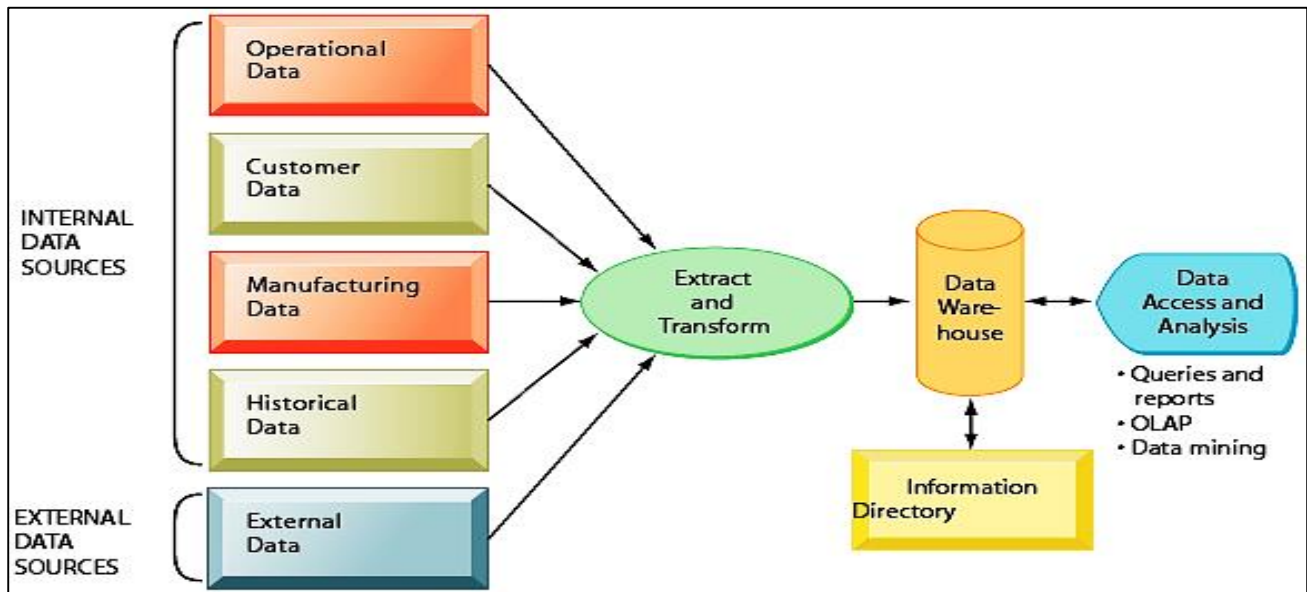 INTERNAL
DATA
SOURCES
Operational
Data
Customer
Data
Manufacturing
Data
Historical
Data
EXTERNAL
DATA
SOURCES
External
Data
Extract
and
Transform
Data
Ware-
house
Information
Directory
Data
Access and
Analysis
• Queries and
reports
• OLAP
• Data mining